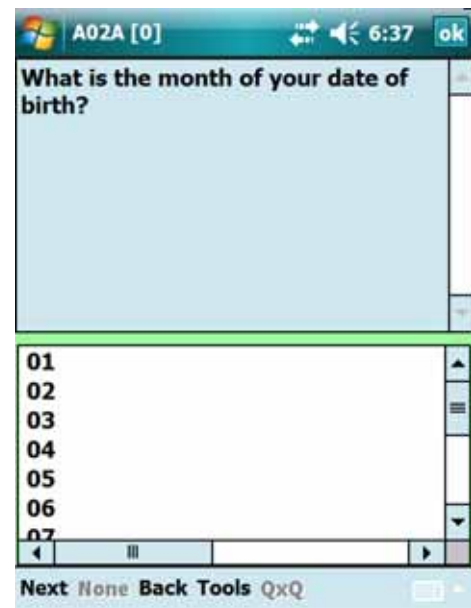 A02A [0] 6:37 ok
What is the month of your date of
birth?
01
02
03
04
05
06
07
Next None Back Tools QxQ